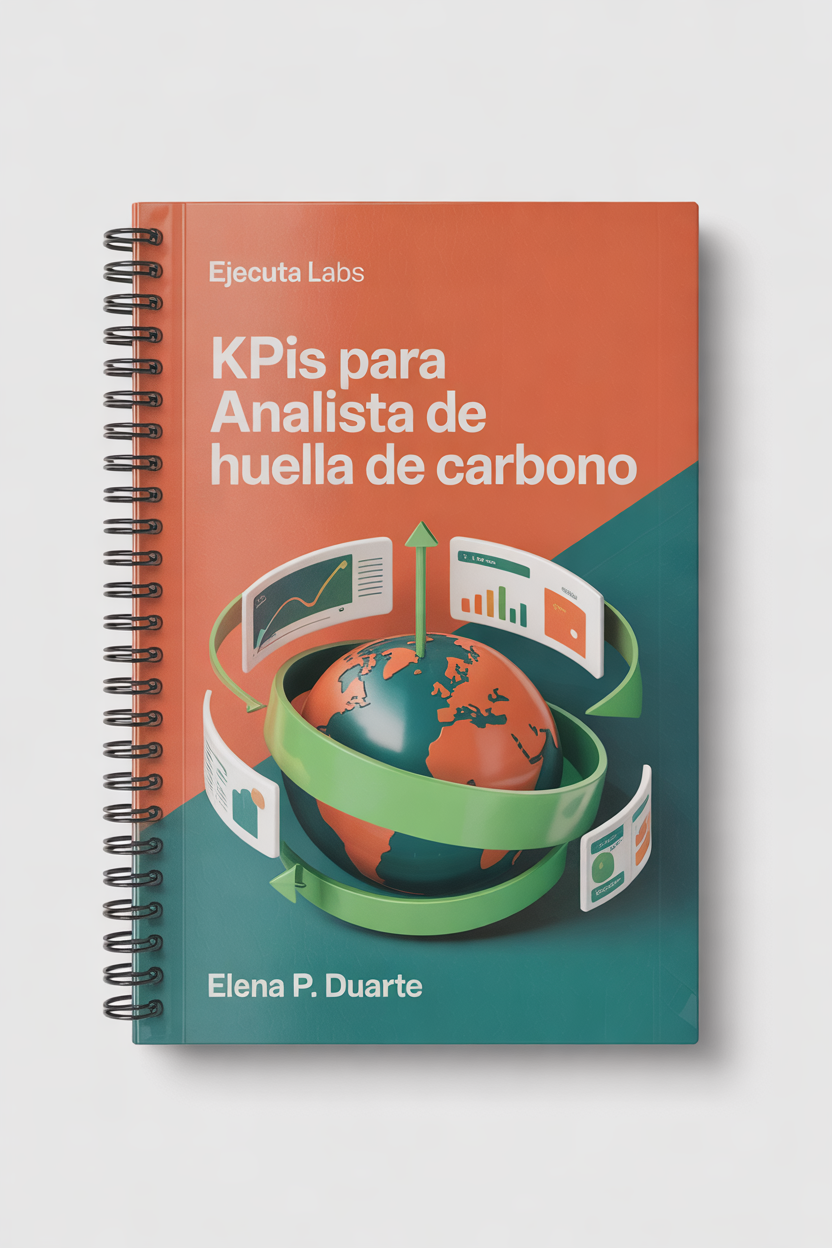 Ejecuta Labs
KPis para
Analista de
huella de carbono
Elena P. Duarte